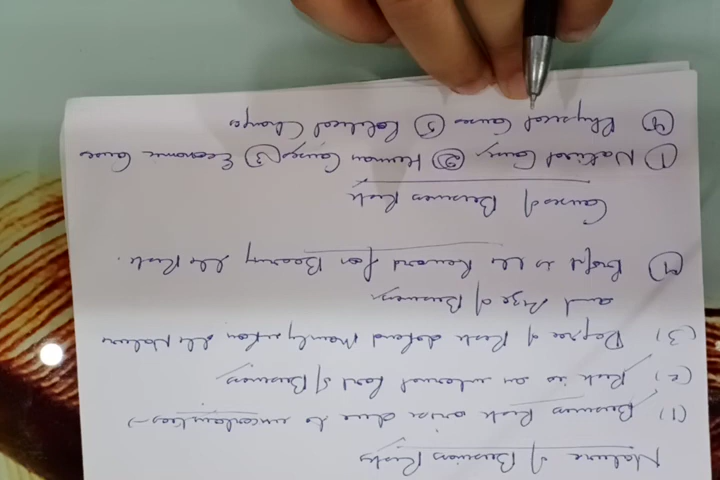 Nature of Business Risks
(1) Business Risk arise due to uncertainties →
(2) Risk is an internal Part of Business
(3) Degree of Risk depend Mainly upon the Nature
and Size of Business
(4) Profit is the Reward for Bearing the Risk.
Causes of Business Risk
(1) Natural Causes (2) Human Causes (3) Economic Cause
(4) Physical Causes (5) Political Changes